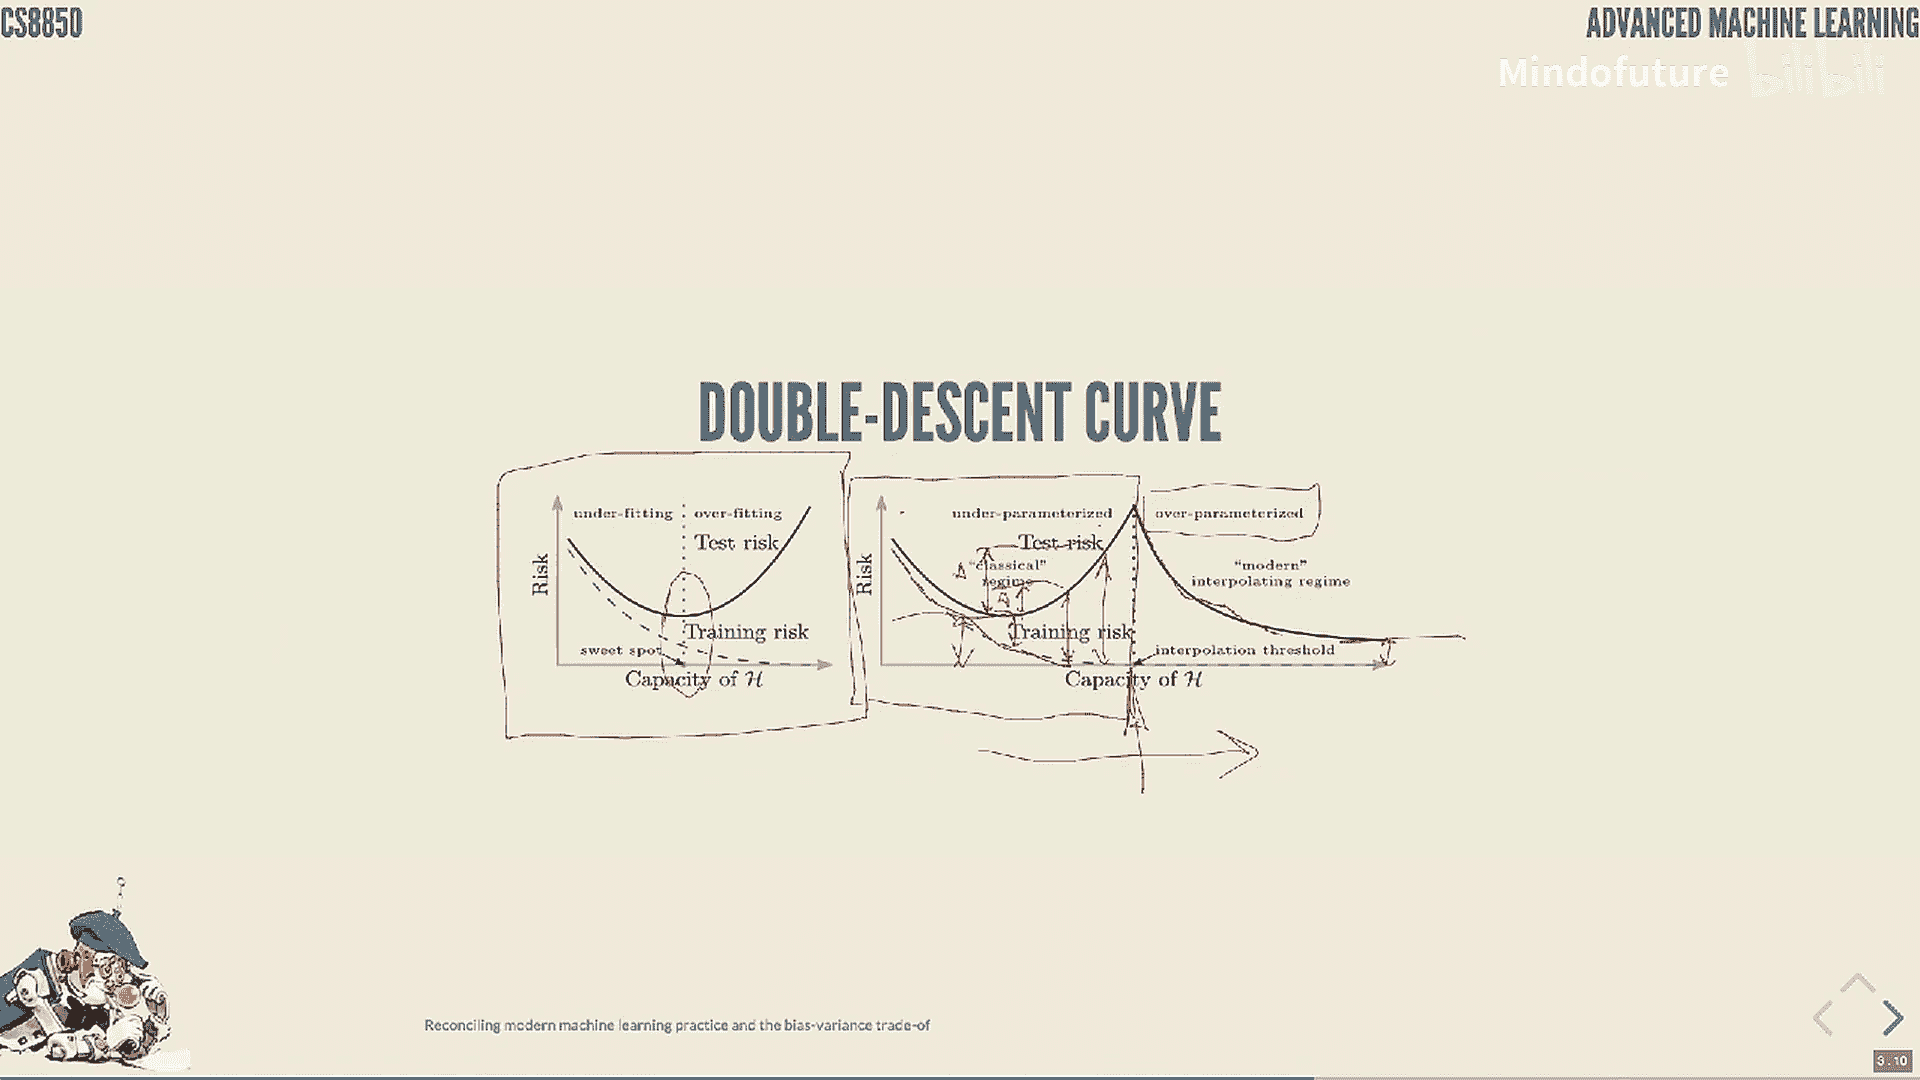 CS8850
ADVANCED MACHINE LEARNING
Mindofuture bilibili
DOUBLE-DESCENT CURVE
under-fitting over-fitting
Test risk
Risk
Training risk
sweet spot
Capacity of H
under-parameterized over-parameterized
Test risk
"classical"
regime
"modern"
interpolating regime
Risk
Training risk
interpolation threshold
Capacity of H
Reconciling modern machine learning practice and the bias-variance trade-of
3.10